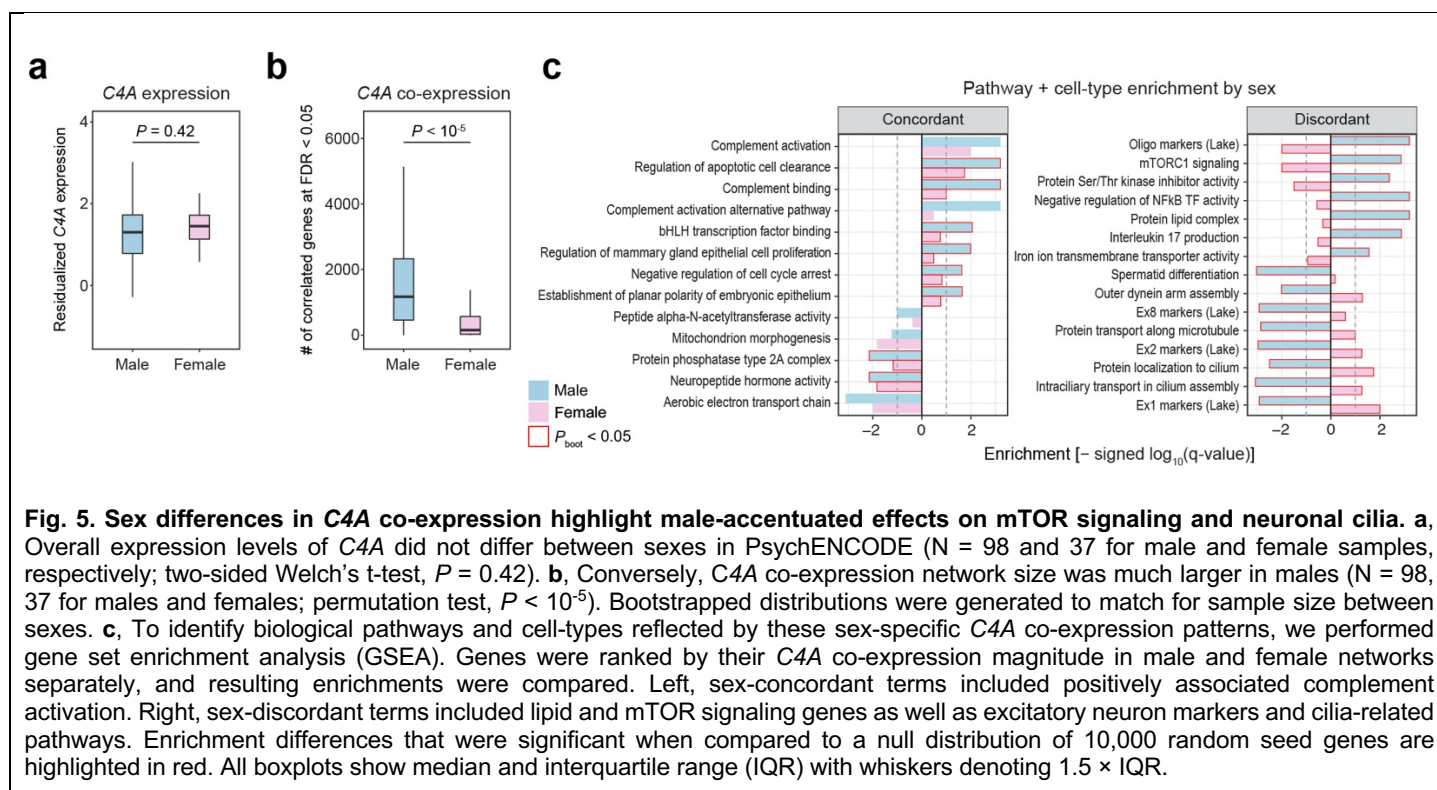 a
C4A expression
Residualized C4A expression
4
2
0
P = 0.42
Male
Female
b
C4A co-expression
# of correlated genes at FDR < 0.05
6000
4000
2000
0
P < 10-5
Male
Female
Male
Female
Pboot < 0.05
c
Pathway + cell-type enrichment by sex
Concordant
Complement activation
Regulation of apoptotic cell clearance
Complement binding
Complement activation alternative pathway
bHLH transcription factor binding
Regulation of mammary gland epithelial cell proliferation
Negative regulation of cell cycle arrest
Establishment of planar polarity of embryonic epithelium
Peptide alpha-N-acetyltransferase activity
Mitochondrion morphogenesis
Protein phosphatase type 2A complex
Neuropeptide hormone activity
Aerobic electron transport chain
−2 0 2
Discordant
Oligo markers (Lake)
mTORC1 signaling
Protein Ser/Thr kinase inhibitor activity
Negative regulation of NFkB TF activity
Protein lipid complex
Interleukin 17 production
Iron ion transmembrane transporter activity
Spermatid differentiation
Outer dynein arm assembly
Ex8 markers (Lake)
Protein transport along microtubule
Ex2 markers (Lake)
Protein localization to cilium
Intraciliary transport in cilium assembly
Ex1 markers (Lake)
−2 0 2
Enrichment [− signed log10(q-value)]
Fig. 5. Sex differences in C4A co-expression highlight male-accentuated effects on mTOR signaling and neuronal cilia. a,
Overall expression levels of C4A did not differ between sexes in PsychENCODE (N = 98 and 37 for male and female samples,
respectively; two-sided Welch's t-test, P = 0.42). b, Conversely, C4A co-expression network size was much larger in males (N = 98,
37 for males and females; permutation test, P < 10-5). Bootstrapped distributions were generated to match for sample size between
sexes. c, To identify biological pathways and cell-types reflected by these sex-specific C4A co-expression patterns, we performed
gene set enrichment analysis (GSEA). Genes were ranked by their C4A co-expression magnitude in male and female networks
separately, and resulting enrichments were compared. Left, sex-concordant terms included positively associated complement
activation. Right, sex-discordant terms included lipid and mTOR signaling genes as well as excitatory neuron markers and cilia-related
pathways. Enrichment differences that were significant when compared to a null distribution of 10,000 random seed genes are
highlighted in red. All boxplots show median and interquartile range (IQR) with whiskers denoting 1.5 × IQR.